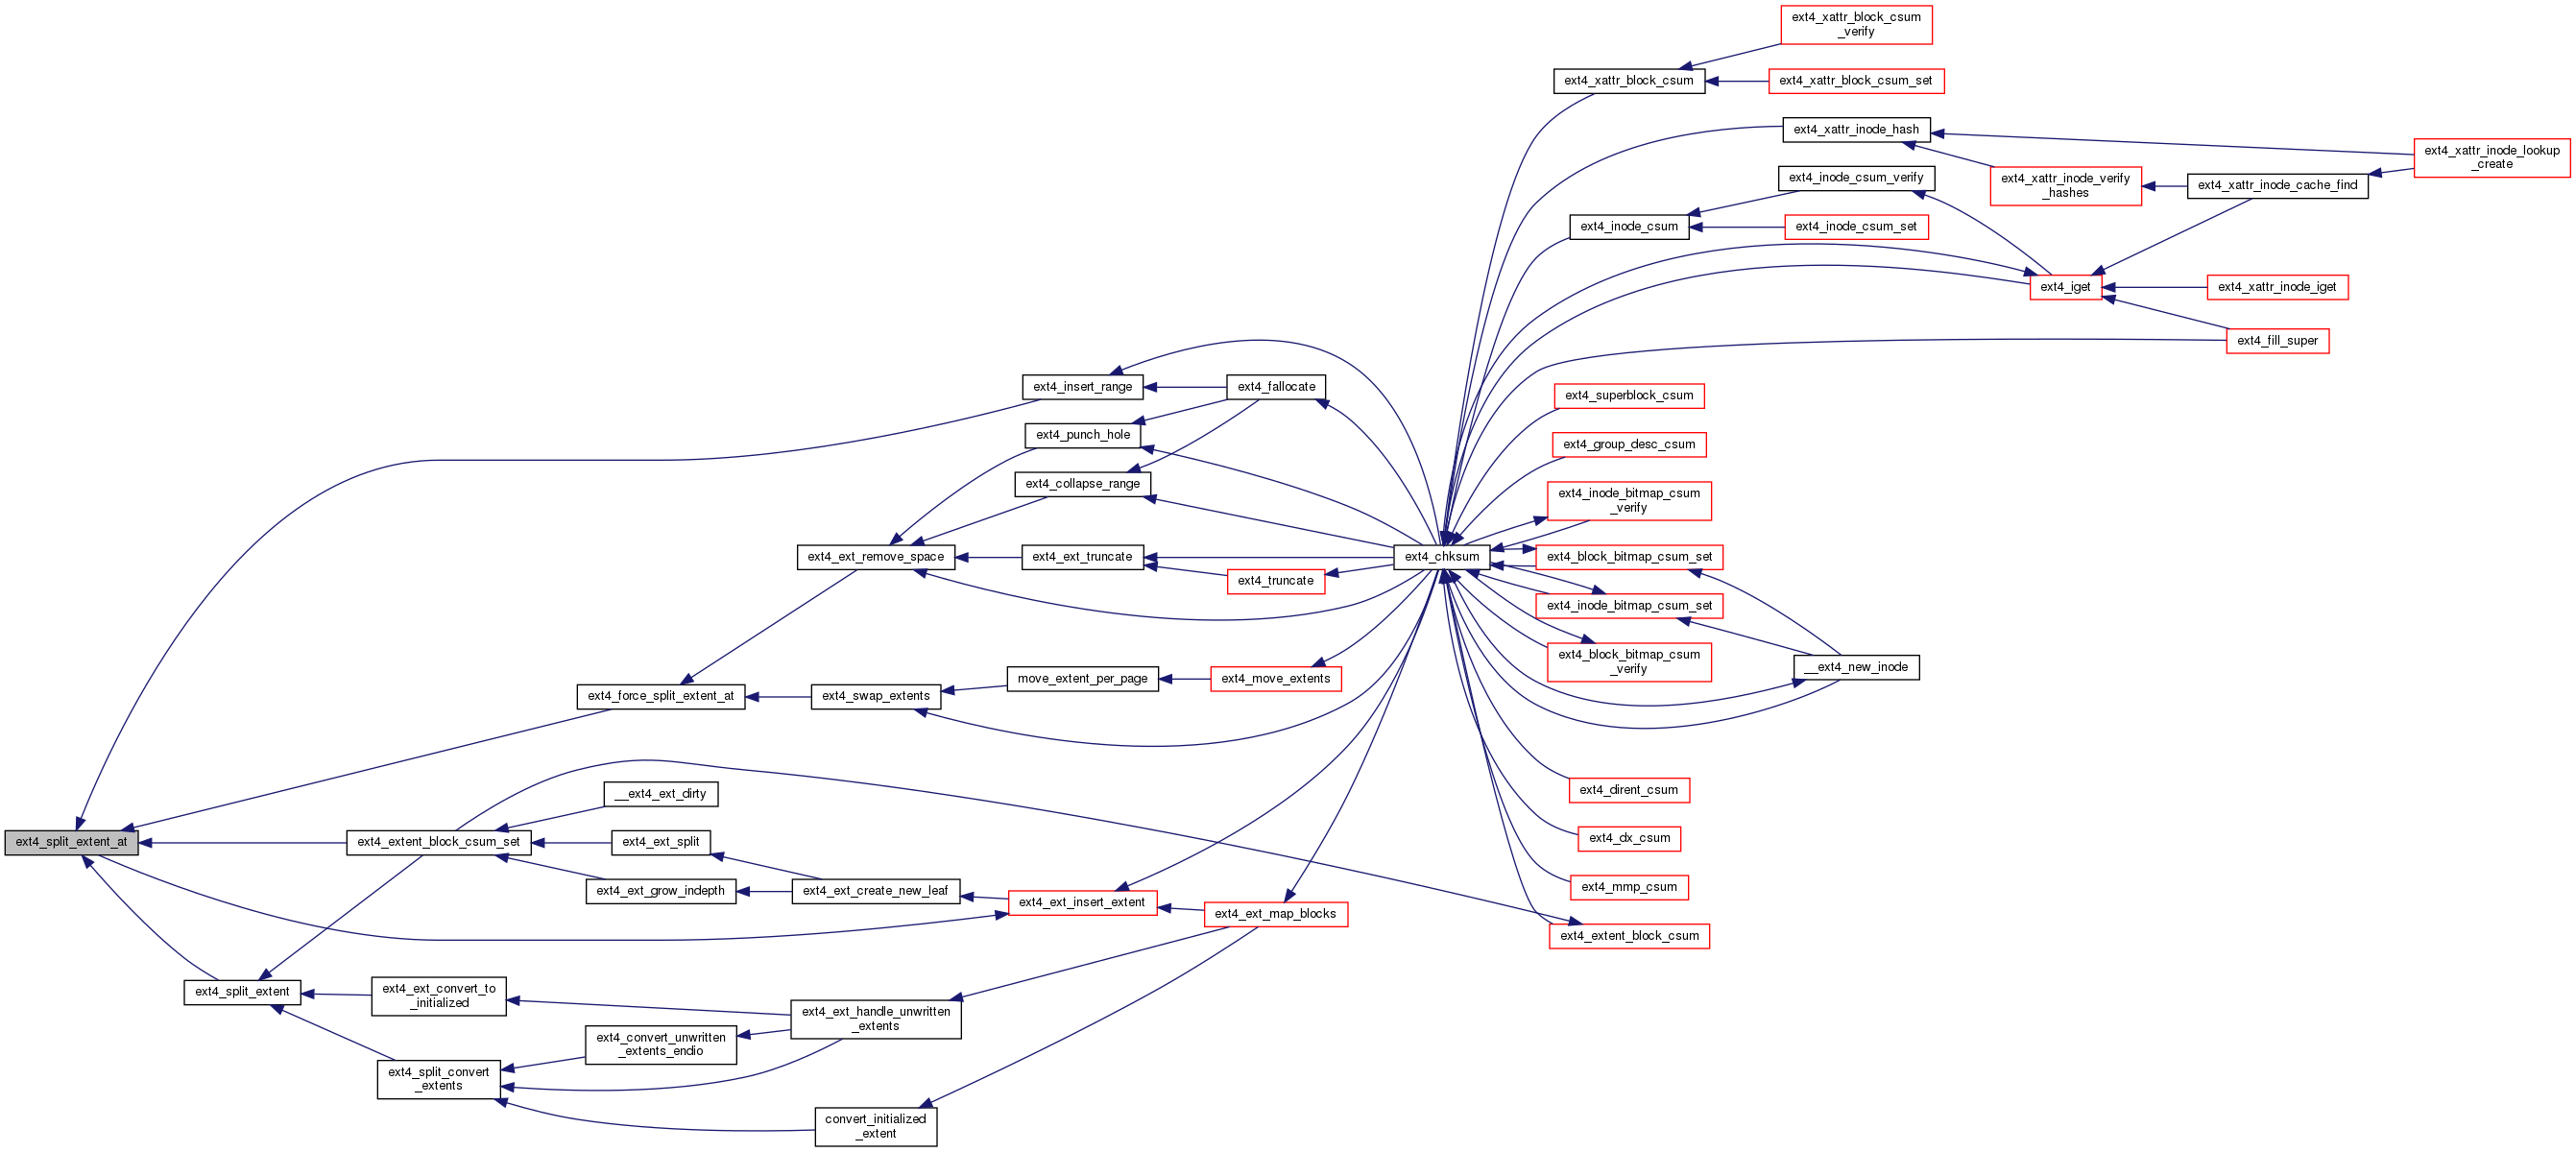 ext4_xattr_block_csum
_verify
ext4_xattr_block_csum
ext4_xattr_block_csum_set
ext4_xattr_inode_hash
ext4_xattr_inode_lookup
_create
ext4_inode_csum_verify
ext4_xattr_inode_verify
_hashes
ext4_xattr_inode_cache_find
ext4_inode_csum
ext4_inode_csum_set
ext4_iget
ext4_xattr_inode_iget
ext4_fill_super
ext4_insert_range
ext4_fallocate
ext4_superblock_csum
ext4_punch_hole
ext4_group_desc_csum
ext4_collapse_range
ext4_inode_bitmap_csum
_verify
ext4_ext_remove_space
ext4_ext_truncate
ext4_chksum
ext4_block_bitmap_csum_set
ext4_truncate
ext4_inode_bitmap_csum_set
ext4_block_bitmap_csum
_verify
__ext4_new_inode
ext4_force_split_extent_at
ext4_swap_extents
move_extent_per_page
ext4_move_extents
__ext4_ext_dirty
ext4_dirent_csum
ext4_split_extent_at
ext4_extent_block_csum_set
ext4_ext_split
ext4_dx_csum
ext4_ext_grow_indepth
ext4_ext_create_new_leaf
ext4_ext_insert_extent
ext4_ext_map_blocks
ext4_mmp_csum
ext4_extent_block_csum
ext4_split_extent
ext4_ext_convert_to
_initialized
ext4_ext_handle_unwritten
_extents
ext4_convert_unwritten
_extents_endio
ext4_split_convert
_extents
convert_initialized
_extent